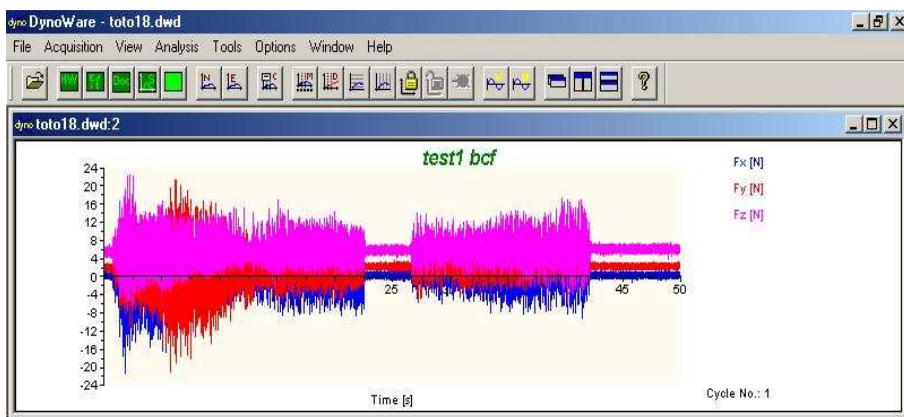 dyno DynoWare - toto18.dwd
File Acquisition View Analysis Tools Options Window Help
dyno toto18.dwd:2
test1 bcf
Fx [N]
Fy [N]
Fz [N]
24
20
16
12
8
4
0
-4
-8
-12
-16
-20
-24
25
45
50
Time [s]
Cycle No.: 1